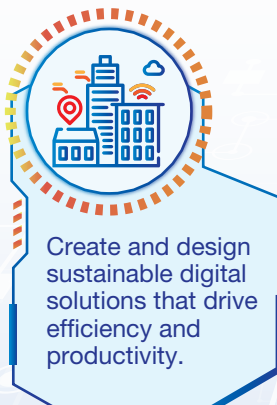 Create and design
sustainable digital
solutions that drive
efficiency and
productivity.